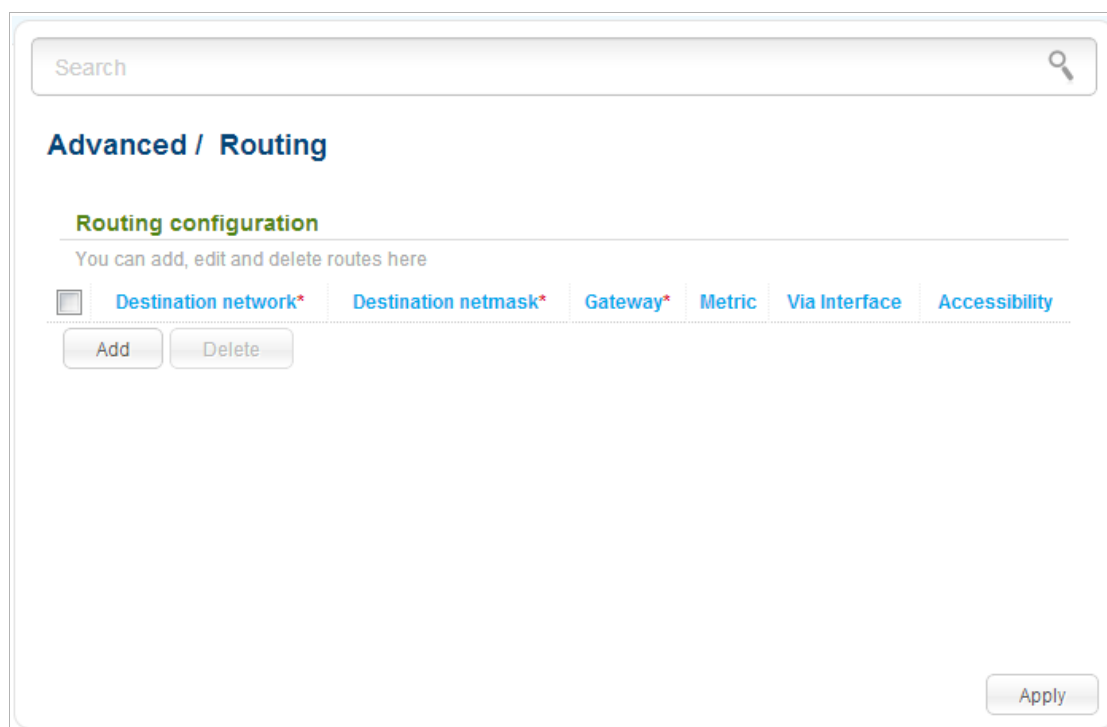 Search
Advanced / Routing
Routing configuration
You can add, edit and delete routes here
Destination network* Destination netmask* Gateway* Metric Via Interface Accessibility
Add Delete
Apply